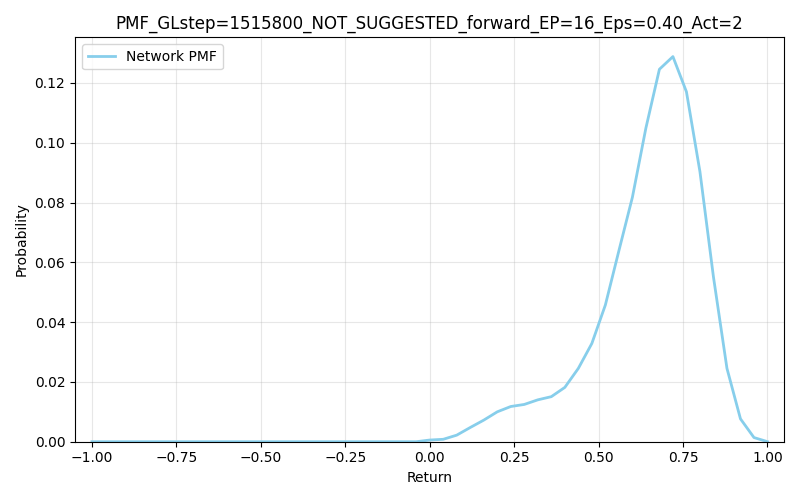 PMF_GLstep=1515800_NOT_SUGGESTED_forward_EP=16_Eps=0.40_Act=2
Network PMF
Probability
0.12
0.10
0.08
0.06
0.04
0.02
0.00
−1.00 −0.75 −0.50 −0.25 0.00 0.25 0.50 0.75 1.00
Return